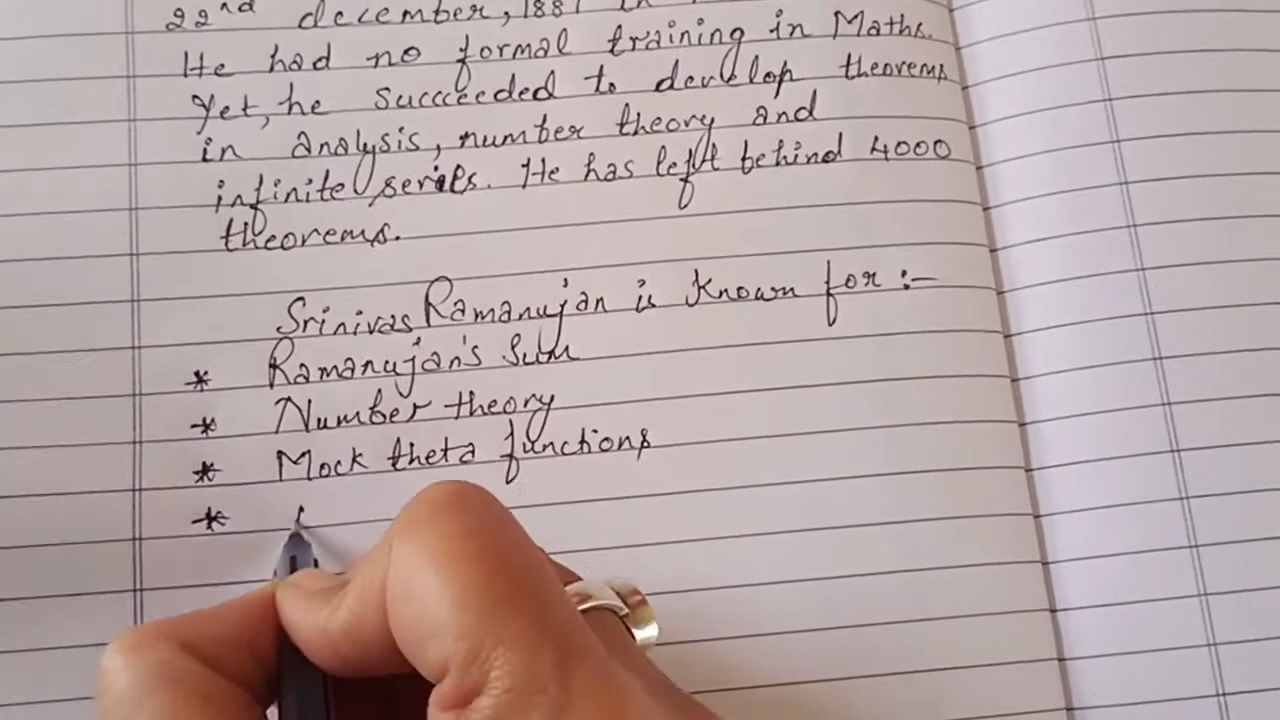 22nd december, 1887 in
He had no formal training in Maths.
Yet, he succeeded to develop theorems
in analysis, number theory and
infinite series. He has left behind 4000
theorems.
Srinivas Ramanujan is known for :-
* Ramanujan's Sum
* Number theory
* Mock theta functions
*